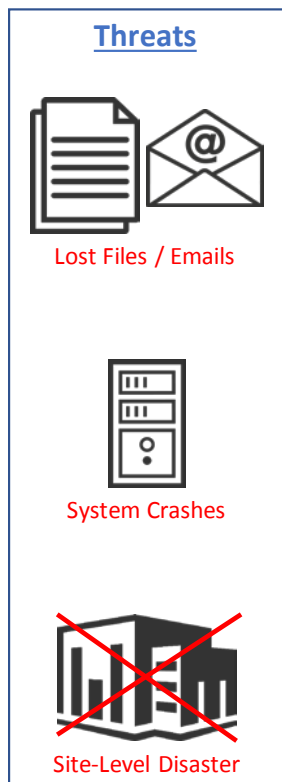 Threats
@
Lost Files / Emails
System Crashes
Site-Level Disaster